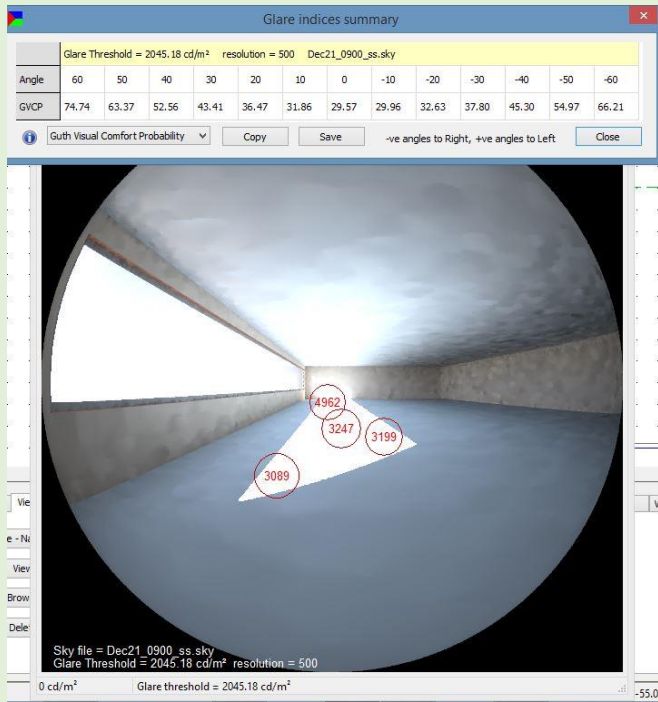 Glare indices summary
Glare Threshold = 2045.18 cd/m² resolution = 500 Dec21_0900_ss.sky
Angle 60 50 40 30 20 10 0 -10 -20 -30 -40 -50 -60
GVCP 74.74 63.37 52.56 43.41 36.47 31.86 29.57 29.96 32.63 37.80 45.30 54.97 66.21
Guth Visual Comfort Probability Copy Save -ve angles to Right, +ve angles to Left Close
4962
3247
3199
3089
Vie
e - Na
View
Brow
Dele
Sky file = Dec21_0900_ss.sky
Glare Threshold = 2045.18 cd/m² resolution = 500
0 cd/m² Glare threshold = 2045.18 cd/m²
-55.0